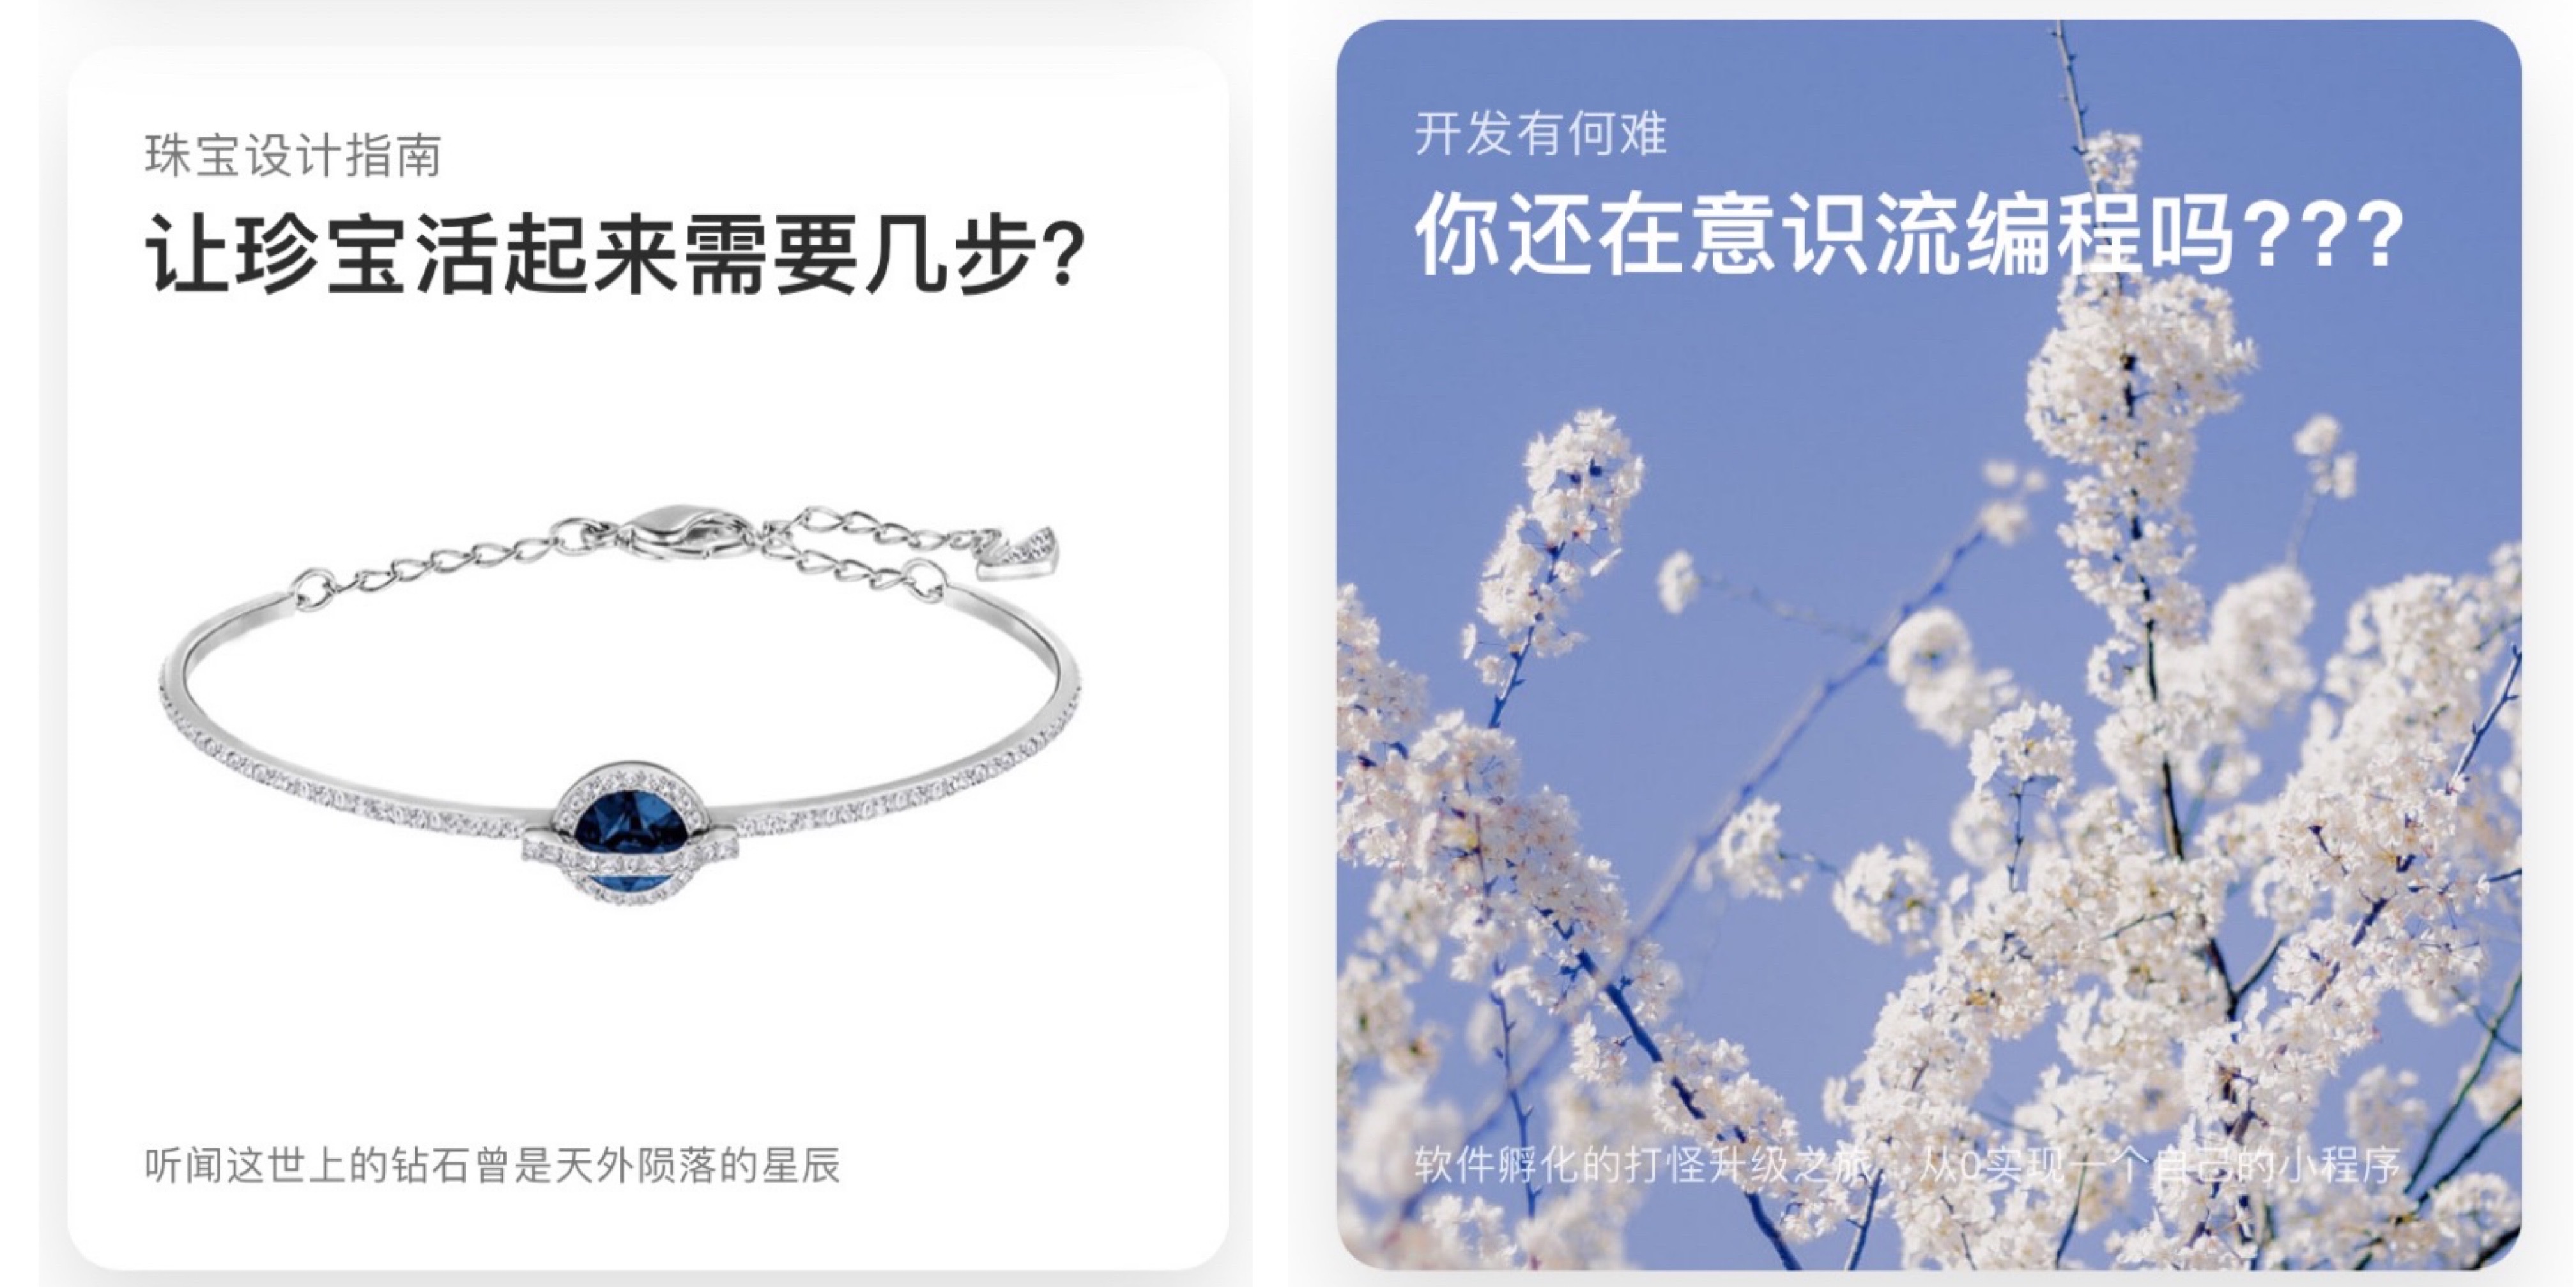 珠宝设计指南
让珍宝活起来需要几步?
听闻这世上的钻石曾是天外陨落的星辰
开发有何难
你还在意识流编程吗???
软件孵化的打怪升级之旅，从0实现一个自己的小程序